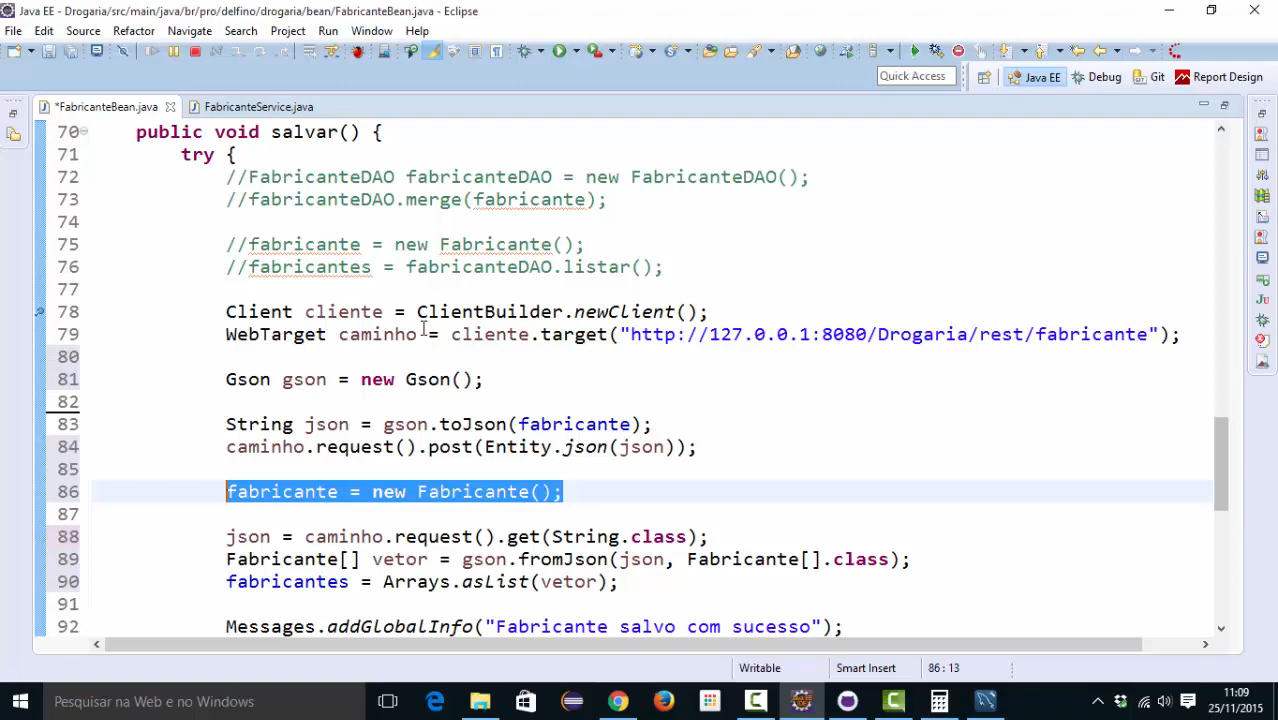 Java EE - Drogaria/src/main/java/br/pro/delfino/drogaria/bean/FabricanteBean.java - Eclipse
File Edit Source Refactor Navigate Search Project Run Window Help
Quick Access Java EE Debug Git Report Design
*FabricanteBean.java FabricanteService.java
70 public void salvar() {
71 try {
72 //FabricanteDAO fabricanteDAO = new FabricanteDAO();
73 //fabricanteDAO.merge(fabricante);
74
75 //fabricante = new Fabricante();
76 //fabricantes = fabricanteDAO.listar();
77
78 Client cliente = ClientBuilder.newClient();
79 WebTarget caminho = cliente.target("http://127.0.0.1:8080/Drogaria/rest/fabricante");
80
81 Gson gson = new Gson();
82
83 String json = gson.toJson(fabricante);
84 caminho.request().post(Entity.json(json));
85
86 fabricante = new Fabricante();
87
88 json = caminho.request().get(String.class);
89 Fabricante[] vetor = gson.fromJson(json, Fabricante[].class);
90 fabricantes = Arrays.asList(vetor);
91
92 Messages.addGlobalInfo("Fabricante salvo com sucesso");
Writable Smart Insert 86 : 13
Pesquisar na Web e no Windows
11:09
25/11/2015